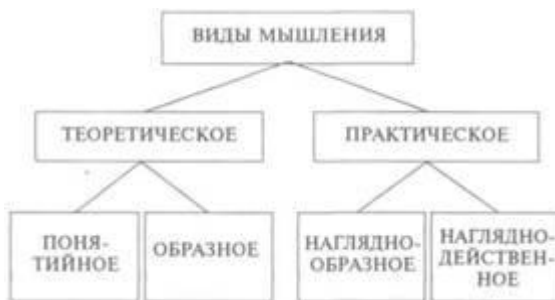 ВИДЫ МЫШЛЕНИЯ
ТЕОРЕТИЧЕСКОЕ
ПРАКТИЧЕСКОЕ
ПОНЯ-
ТИЙНОЕ
ОБРАЗНОЕ
НАГЛЯДНО-
ОБРАЗНОЕ
НАГЛЯДНО-
ДЕЙСТВЕН-
НОЕ